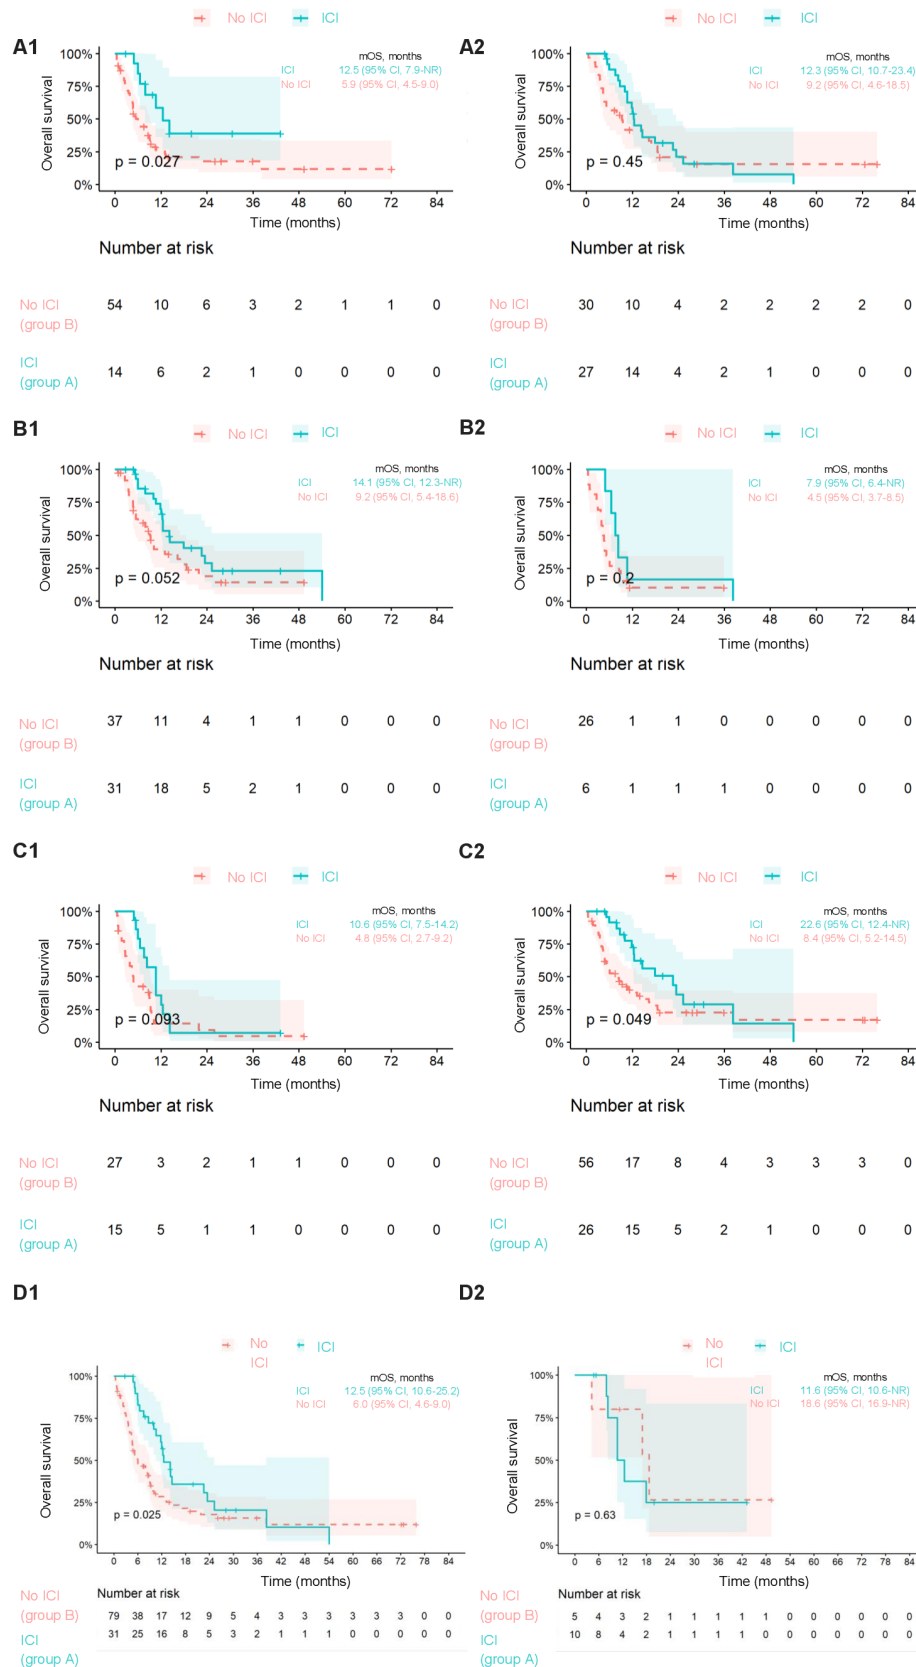 No ICI ICI
A1
mOS, months
ICI 12.5 (95% CI, 7.9-NR)
No ICI 5.9 (95% CI, 4.5-9.0)
Overall survival
100%
75%
50%
25%
0%
p = 0.027
0 12 24 36 48 60 72 84
Time (months)
Number at risk
No ICI 54 10 6 3 2 1 1 0
(group B)
ICI 14 6 2 1 0 0 0 0
(group A)
No ICI ICI
A2
mOS, months
ICI 12.3 (95% CI, 10.7-23.4)
No ICI 9.2 (95% CI, 4.6-18.5)
Overall survival
100%
75%
50%
25%
0%
p = 0.45
0 12 24 36 48 60 72 84
Time (months)
Number at risk
No ICI 30 10 4 2 2 2 2 0
(group B)
ICI 27 14 4 2 1 0 0 0
(group A)
B1
No ICI ICI
mOS, months
ICI 14.1 (95% CI, 12.3-NR)
No ICI 9.2 (95% CI, 5.4-18.6)
Overall survival
100%
75%
50%
25%
0%
p = 0.052
0 12 24 36 48 60 72 84
Time (months)
Number at risk
No ICI 37 11 4 1 1 0 0 0
(group B)
ICI 31 18 5 2 1 0 0 0
(group A)
B2
No ICI ICI
mOS, months
ICI 7.9 (95% CI, 6.4-NR)
No ICI 4.5 (95% CI, 3.7-8.5)
Overall survival
100%
75%
50%
25%
0%
p = 0.2
0 12 24 36 48 60 72 84
Time (months)
Number at risk
No ICI 26 1 1 0 0 0 0 0
(group B)
ICI 6 1 1 1 0 0 0 0
(group A)
C1
No ICI ICI
mOS, months
ICI 10.6 (95% CI, 7.5-14.2)
No ICI 4.8 (95% CI, 2.7-9.2)
Overall survival
100%
75%
50%
25%
0%
p = 0.093
0 12 24 36 48 60 72 84
Time (months)
Number at risk
No ICI 27 3 2 1 1 0 0 0
(group B)
ICI 15 5 1 1 0 0 0 0
(group A)
C2
No ICI ICI
mOS, months
ICI 22.6 (95% CI, 12.4-NR)
No ICI 8.4 (95% CI, 5.2-14.5)
Overall survival
100%
75%
50%
25%
0%
p = 0.049
0 12 24 36 48 60 72 84
Time (months)
Number at risk
No ICI 56 17 8 4 3 3 3 0
(group B)
ICI 26 15 5 2 1 0 0 0
(group A)
D1
No ICI
ICI
mOS, months
ICI 12.5 (95% CI, 10.6-25.2)
No ICI 6.0 (95% CI, 4.6-9.0)
Overall survival
100%
75%
50%
25%
0%
p = 0.025
0 6 12 18 24 30 36 42 48 54 60 66 72 78 84
Time (months)
Number at risk
No ICI
(group B) 79 38 17 12 9 5 4 3 3 3 3 3 3 0 0
ICI 31 25 16 8 5 3 2 1 1 1 0 0 0 0 0
(group A)
D2
No ICI
ICI
mOS, months
ICI 11.6 (95% CI, 10.6-NR)
No ICI 18.6 (95% CI, 16.9-NR)
Overall survival
100%
75%
50%
25%
0%
p = 0.63
0 6 12 18 24 30 36 42 48 54 60 66 72 78 84
Time (months)
Number at risk
No ICI
(group B) 5 4 3 2 1 1 1 1 1 0 0 0 0 0 0
ICI 10 8 4 2 1 1 1 1 0 0 0 0 0 0 0
(group A)